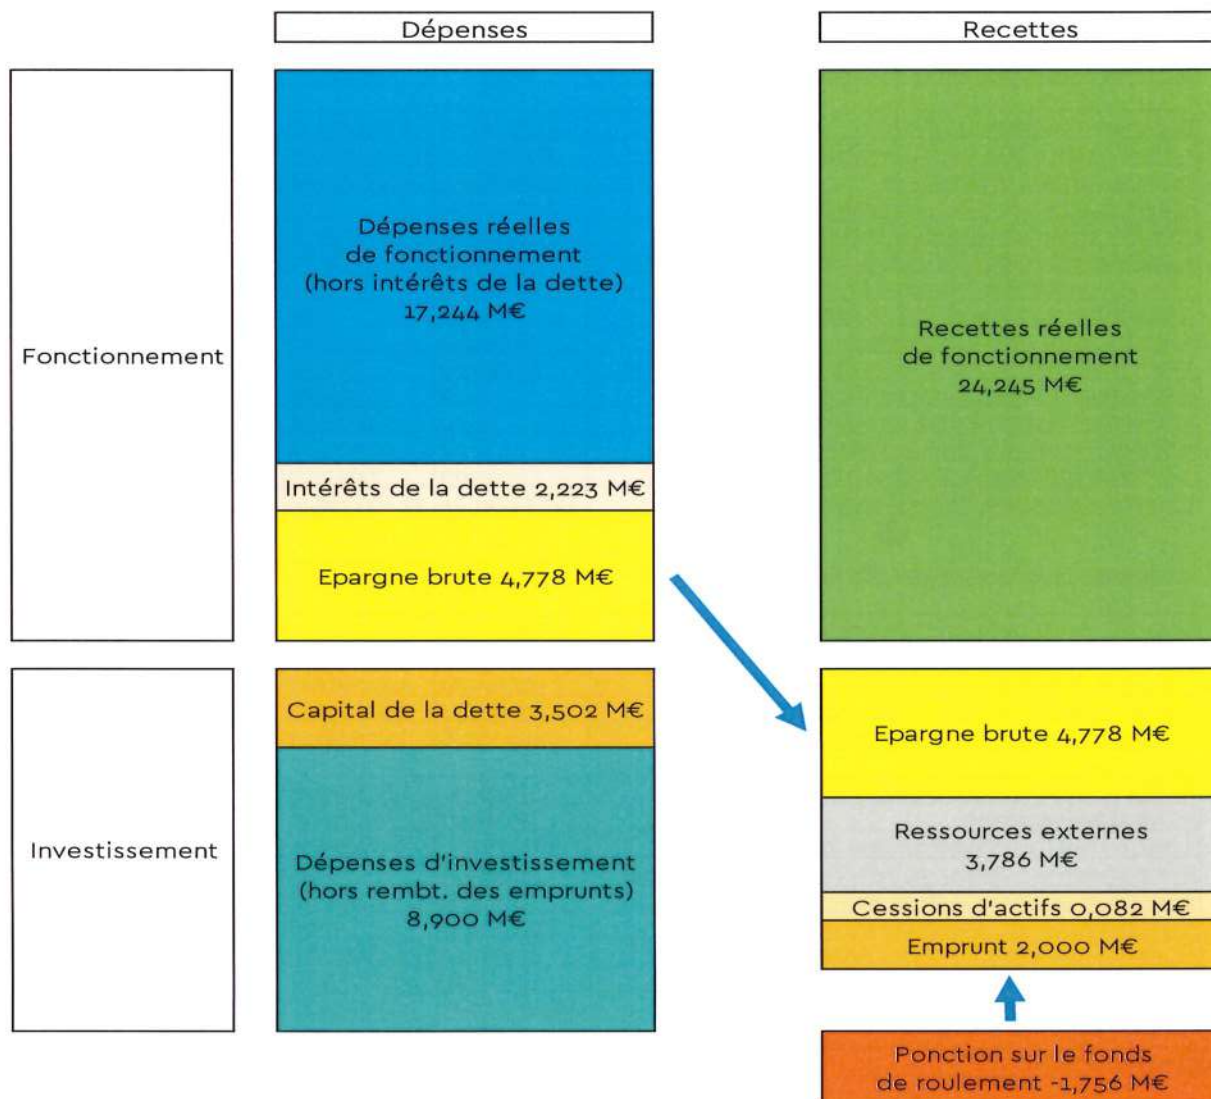 Dépenses
Recettes
Fonctionnement
Dépenses réelles
de fonctionnement
(hors intérêts de la dette)
17,244 M€
Intérêts de la dette 2,223 M€
Epargne brute 4,778 M€
Recettes réelles
de fonctionnement
24,245 M€
Investissement
Capital de la dette 3,502 M€
Dépenses d'investissement
(hors rembt. des emprunts)
8,900 M€
Epargne brute 4,778 M€
Ressources externes
3,786 M€
Cessions d'actifs 0,082 M€
Emprunt 2,000 M€
Ponction sur le fonds
de roulement -1,756 M€